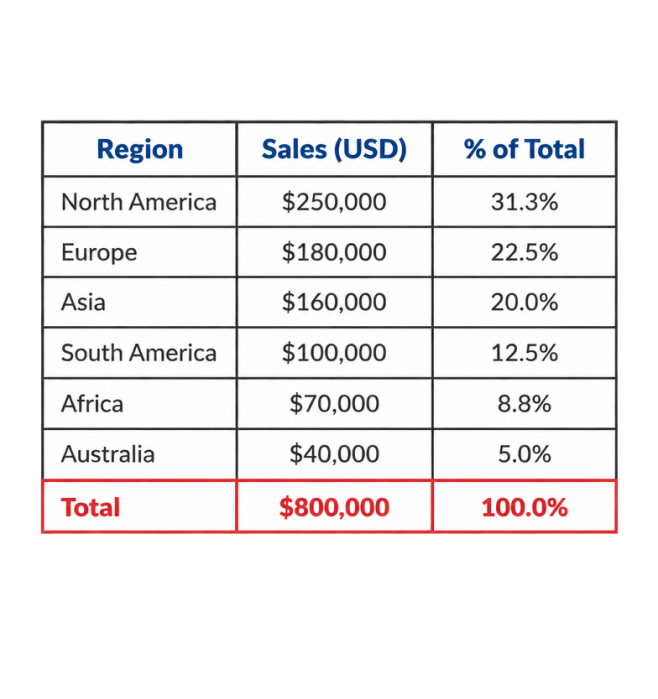 Region Sales (USD) % of Total
North America $250,000 31.3%
Europe $180,000 22.5%
Asia $160,000 20.0%
South America $100,000 12.5%
Africa $70,000 8.8%
Australia $40,000 5.0%
Total $800,000 100.0%